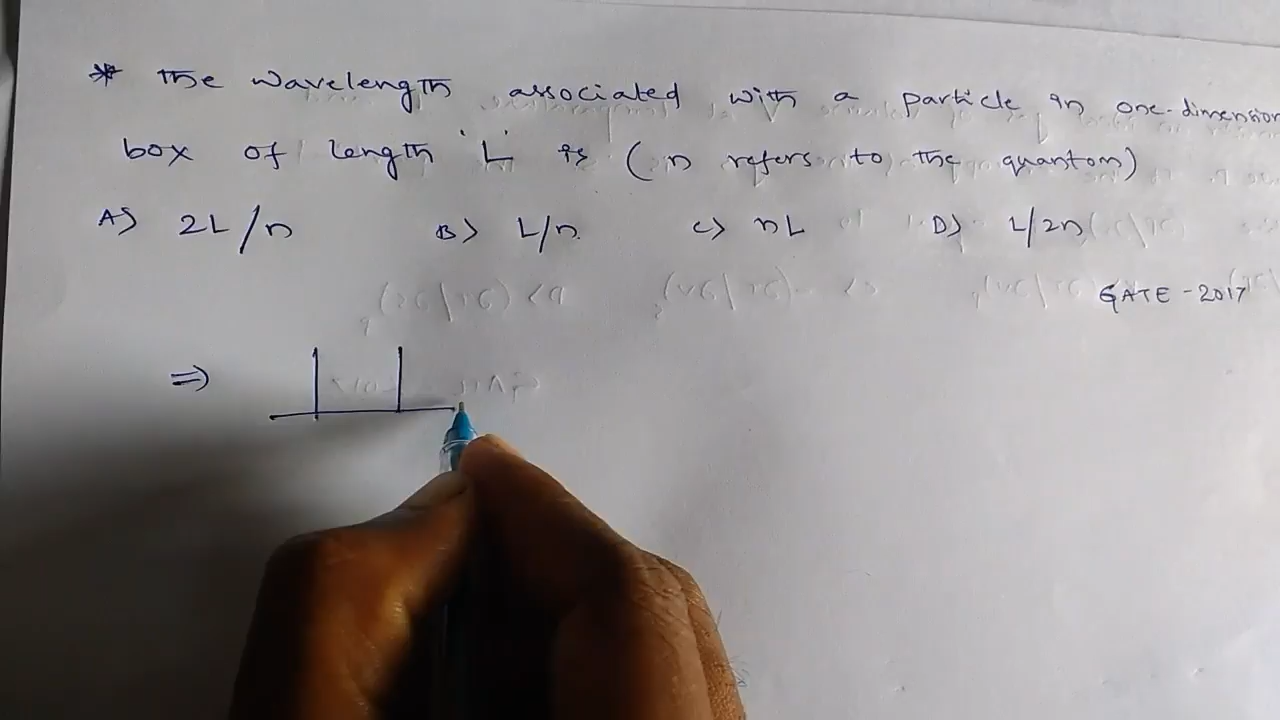 * The wavelength associated with a particle in one-dimension
box of length 'L' is (n refers to the quantom)
A) 2L/n B) L/n C) nL D) L/2n
GATE - 2017
⇒